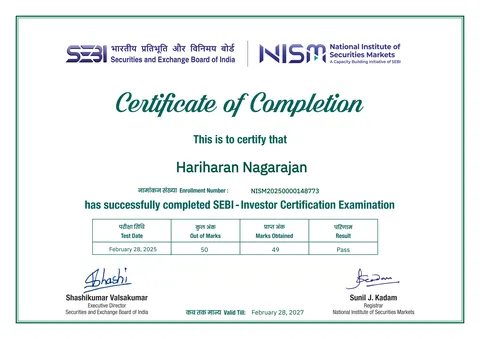 SEBI भारतीय प्रतिभूति और विनिमय बोर्ड
Securities and Exchange Board of India
NISM National Institute of
Securities Markets
A Capacity Building Initiative of SEBI
Certificate of Completion
This is to certify that
Hariharan Nagarajan
नामांकन संख्या Enrollment Number : NISM20250000148773
has successfully completed SEBI - Investor Certification Examination
परीक्षा तिथि कुल अंक प्राप्त अंक परिणाम
Test Date Out of Marks Marks Obtained Result
February 28, 2025 50 49 Pass
Shashi
Shashikumar Valsakumar
Executive Director
Securities and Exchange Board of India
कब तक मान्य Valid Till: February 28, 2027
SKadam
Sunil J. Kadam
Registrar
National Institute of Securities Markets